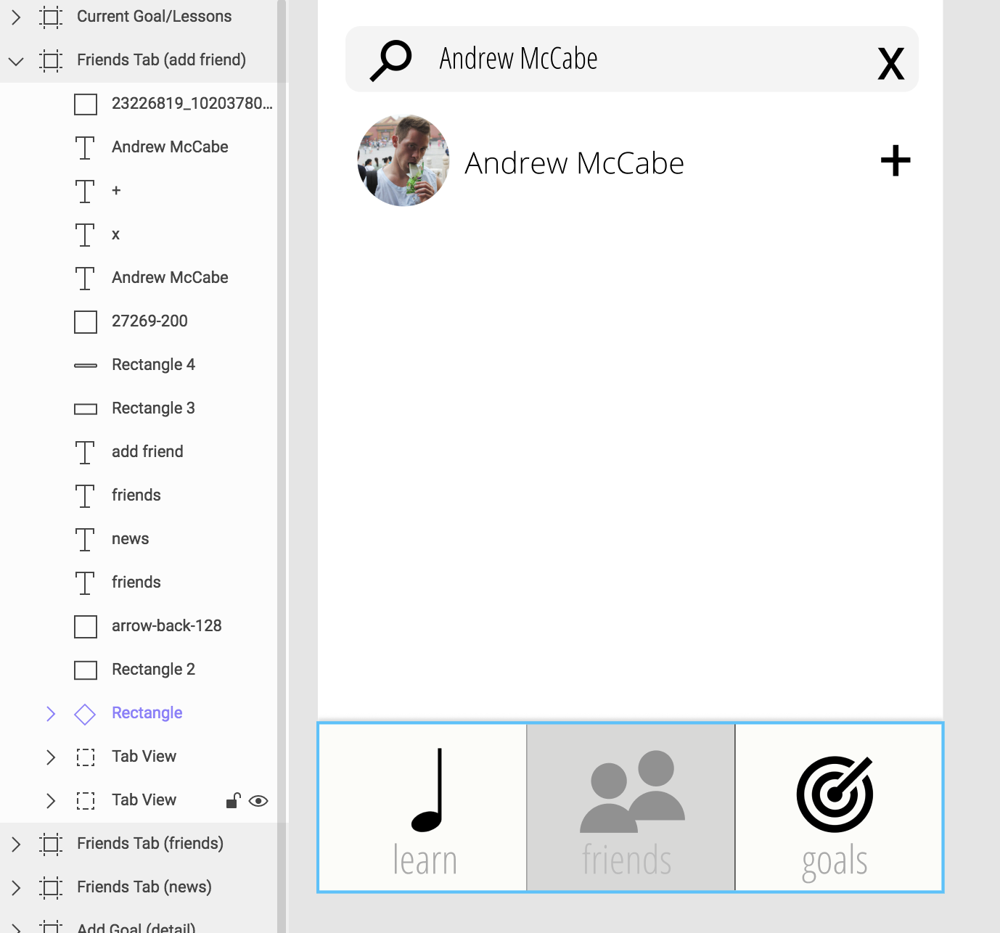 Current Goal/Lessons
Friends Tab (add friend)
23226819_10203780...
Andrew McCabe
+
x
Andrew McCabe
27269-200
Rectangle 4
Rectangle 3
add friend
friends
news
friends
arrow-back-128
Rectangle 2
Rectangle
Tab View
Tab View
Friends Tab (friends)
Friends Tab (news)
Add Goal (detail)
Andrew McCabe
X
Andrew McCabe
+
learn
friends
goals